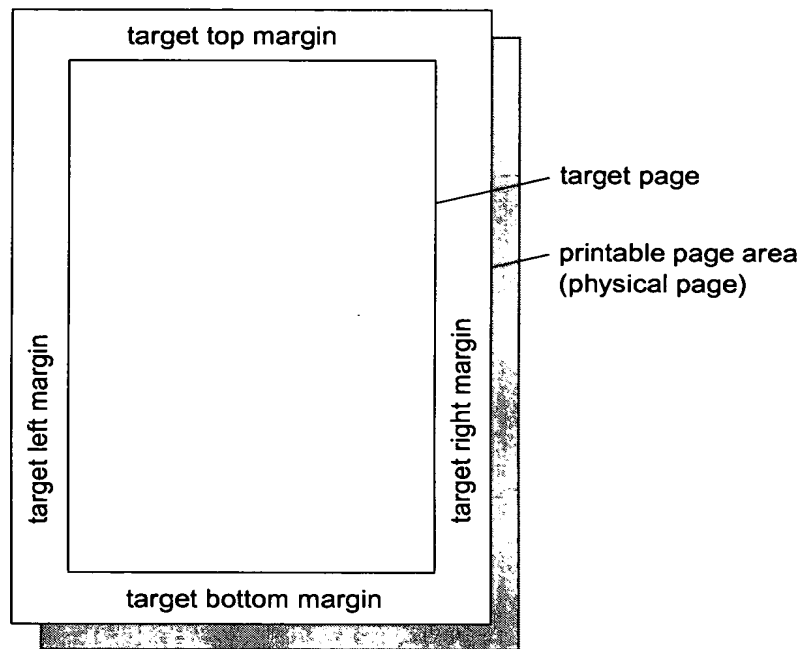 target top margin
target page
printable page area
(physical page)
target left margin
target right margin
target bottom margin